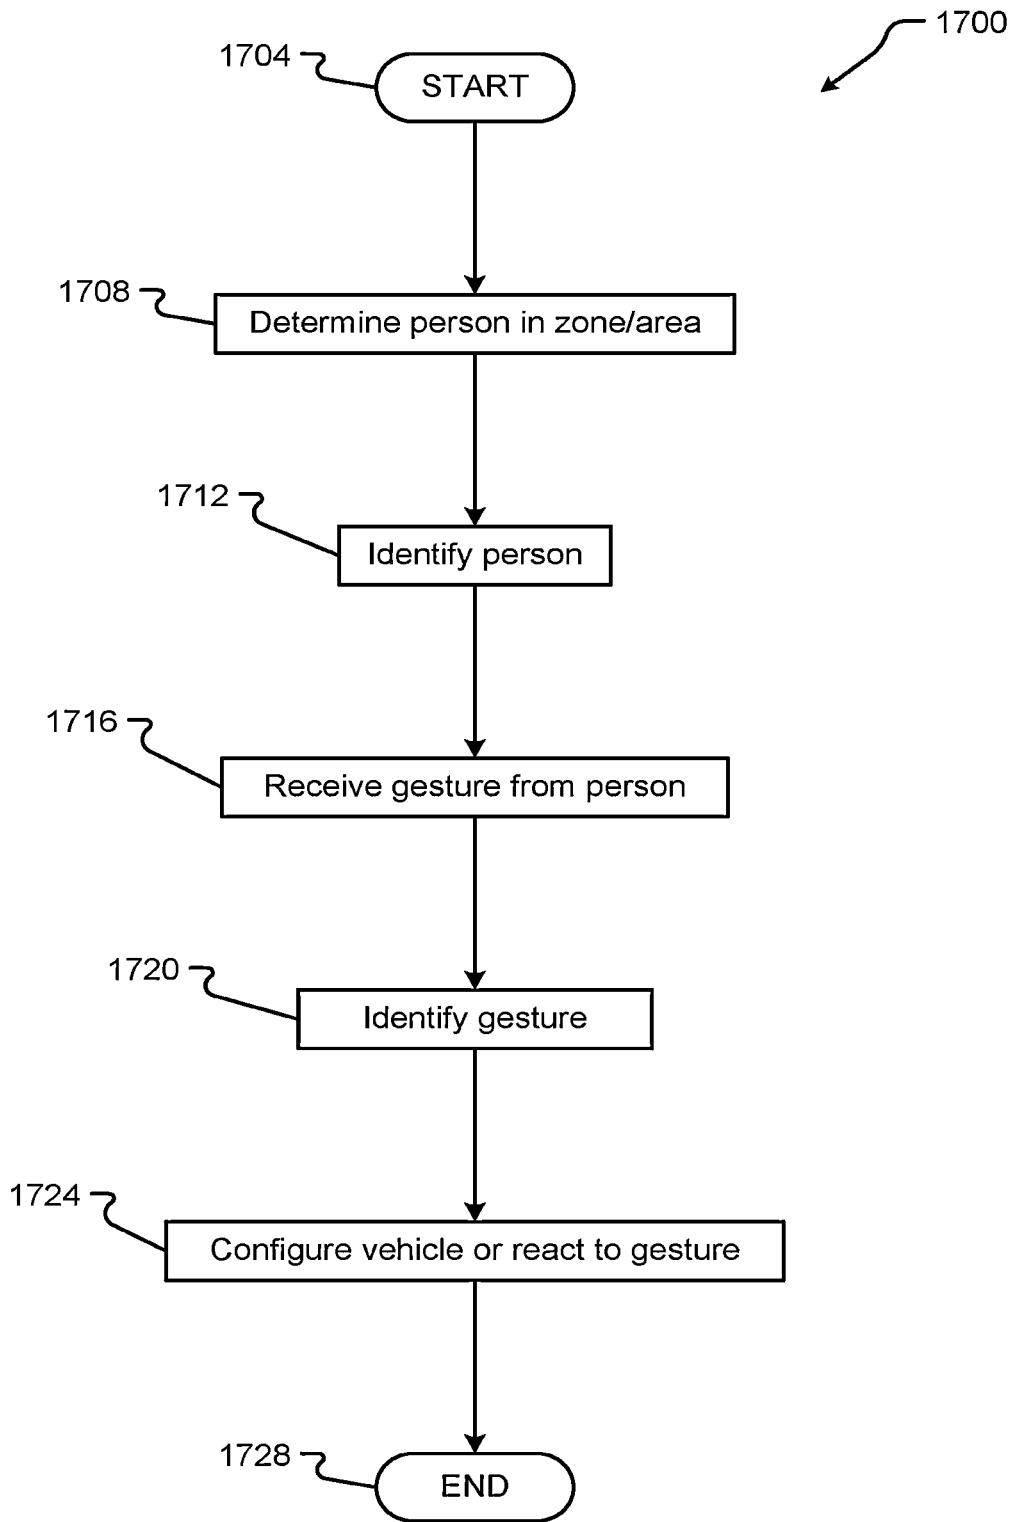 1700
1704
START
1708
Determine person in zone/area
1712
Identify person
1716
Receive gesture from person
1720
Identify gesture
1724
Configure vehicle or react to gesture
1728
END